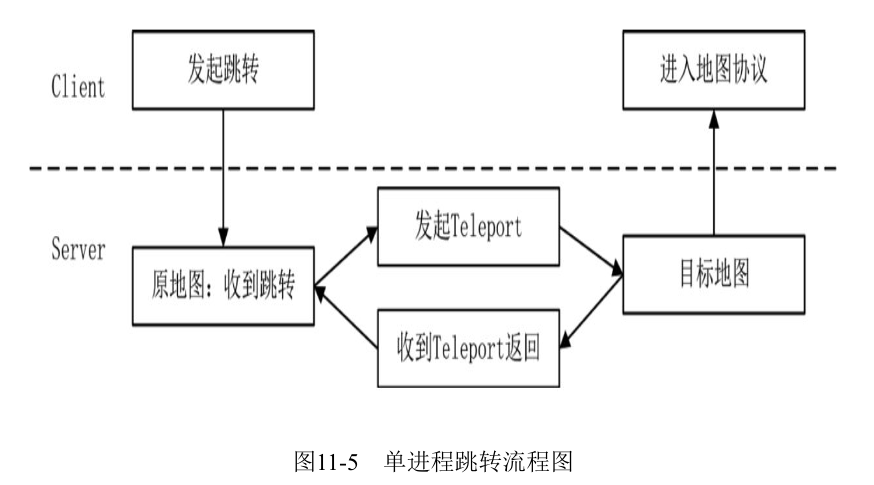 Client
发起跳转
进入地图协议
Server
原地图：收到跳转
发起Teleport
收到Teleport返回
目标地图
图11-5 单进程跳转流程图